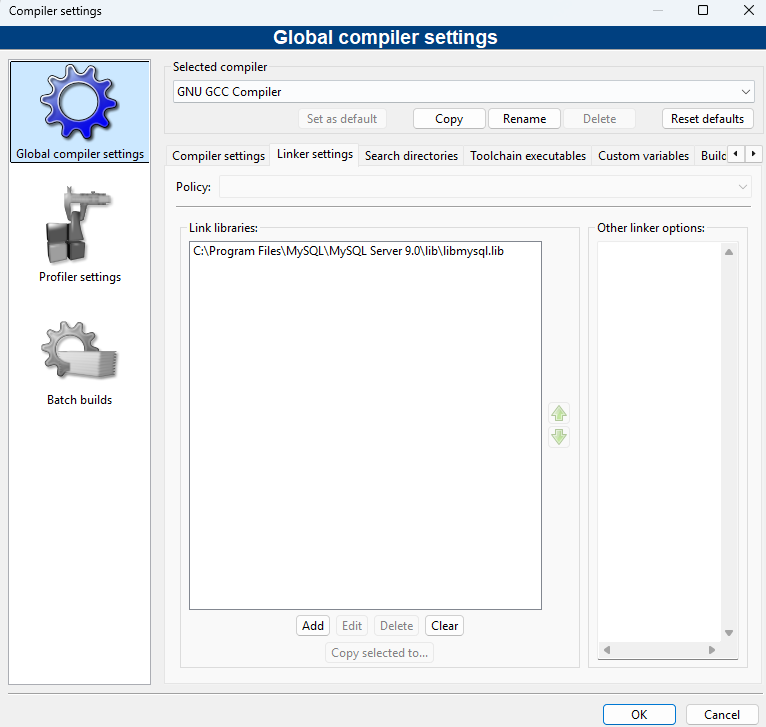 Compiler settings
Global compiler settings
Global compiler settings
Profiler settings
Batch builds
Selected compiler
GNU GCC Compiler
Set as default Copy Rename Delete Reset defaults
Compiler settings Linker settings Search directories Toolchain executables Custom variables Builc
Policy:
Link libraries:
C:\Program Files\MySQL\MySQL Server 9.0\lib\libmysql.lib
Add Edit Delete Clear
Copy selected to...
Other linker options:
OK Cancel